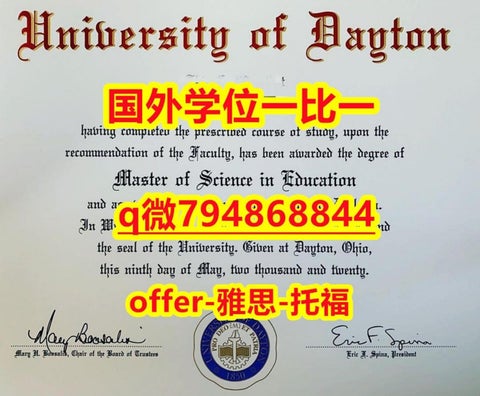 University of Dayton
国外学位一比一
having completed the prescribed course of study, upon the
recommendation of the Faculty, has been awarded the degree of
Master of Science in Education
q微794868844
the seal of the University. Given at Dayton, Ohio,
this ninth day of May, two thousand and twenty.
offer-雅思-托福
Mary H. Boosalis, Chair of the Board of Trustees
Eric F. Spina
Eric F. Spina, President
1850